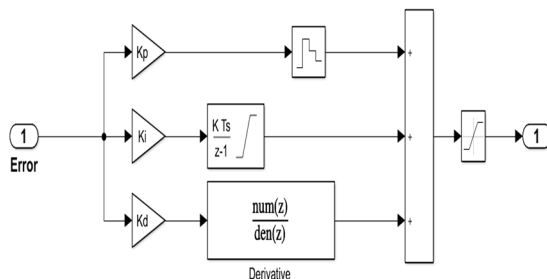 Kp
+
1
Error
Ki
K Ts
z-1
+
1
Kd
num(z)
den(z)
+
Derivative